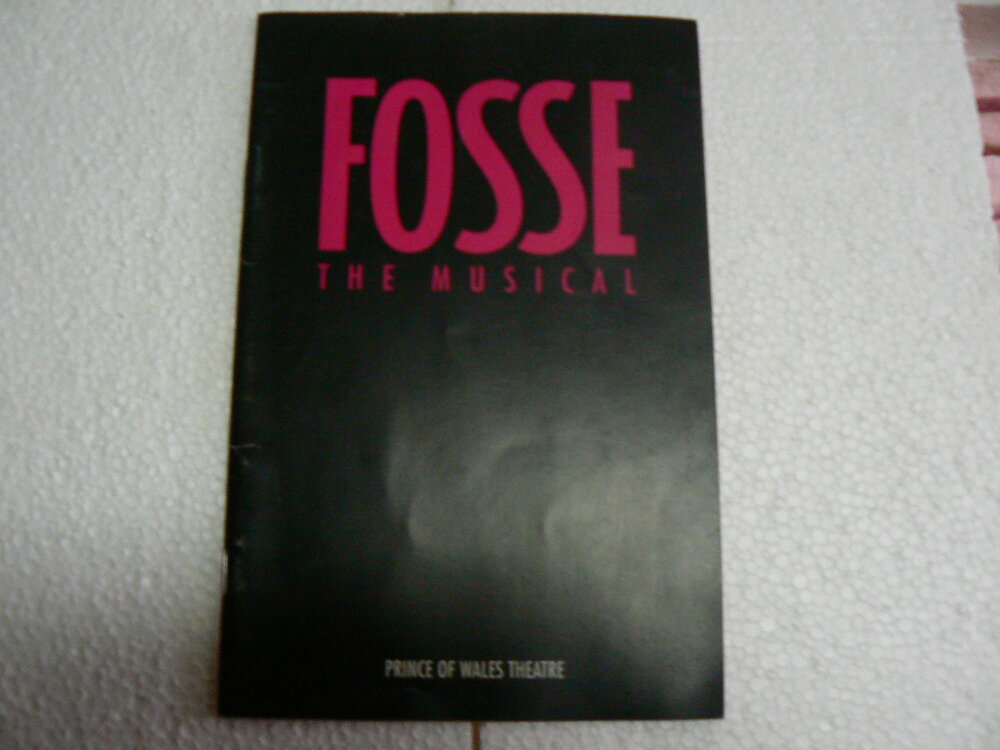 FOSSE
THE MUSICAL
PRINCE OF WALES THEATRE